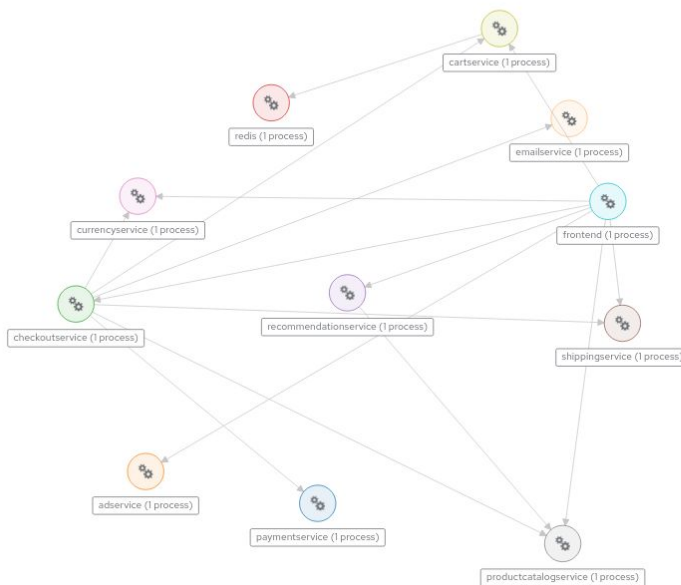 cartservice (1 process)
redis (1 process)
emailservice (1 process)
currencyservice (1 process)
frontend (1 process)
recommendationservice (1 process)
checkoutservice (1 process)
shippingservice (1 process)
adservice (1 process)
paymentservice (1 process)
productcatalogservice (1 process)